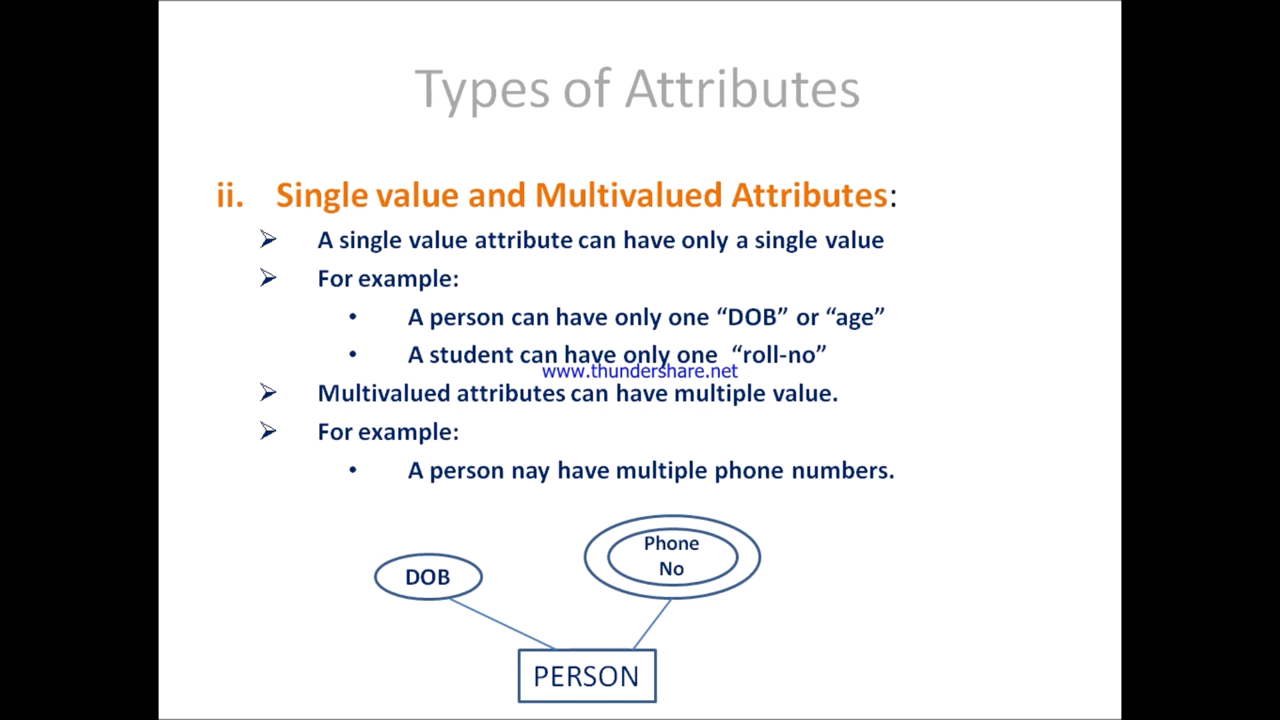 Types of Attributes
ii. Single value and Multivalued Attributes:
➢ A single value attribute can have only a single value
➢ For example:
• A person can have only one “DOB” or “age”
• A student can have only one “roll-no”
www.thundershare.net
➢ Multivalued attributes can have multiple value.
➢ For example:
• A person nay have multiple phone numbers.
Phone
No
DOB
PERSON